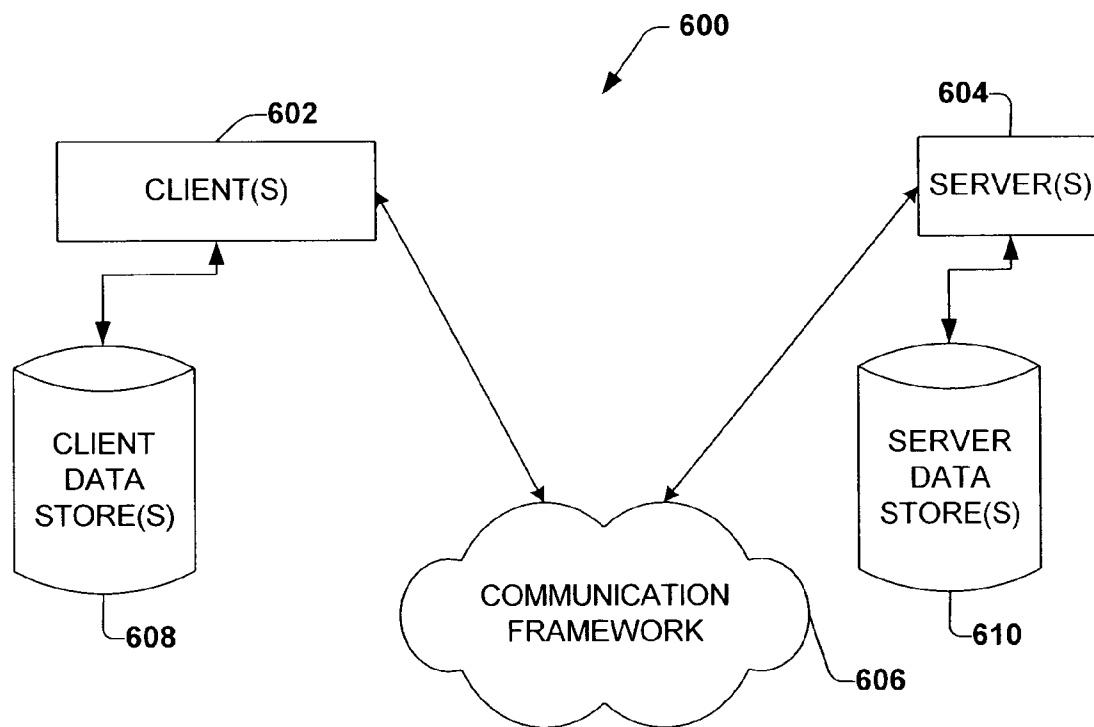 600
602
604
CLIENT(S)
SERVER(S)
CLIENT
DATA
STORE(S)
SERVER
DATA
STORE(S)
COMMUNICATION
FRAMEWORK
608
610
606